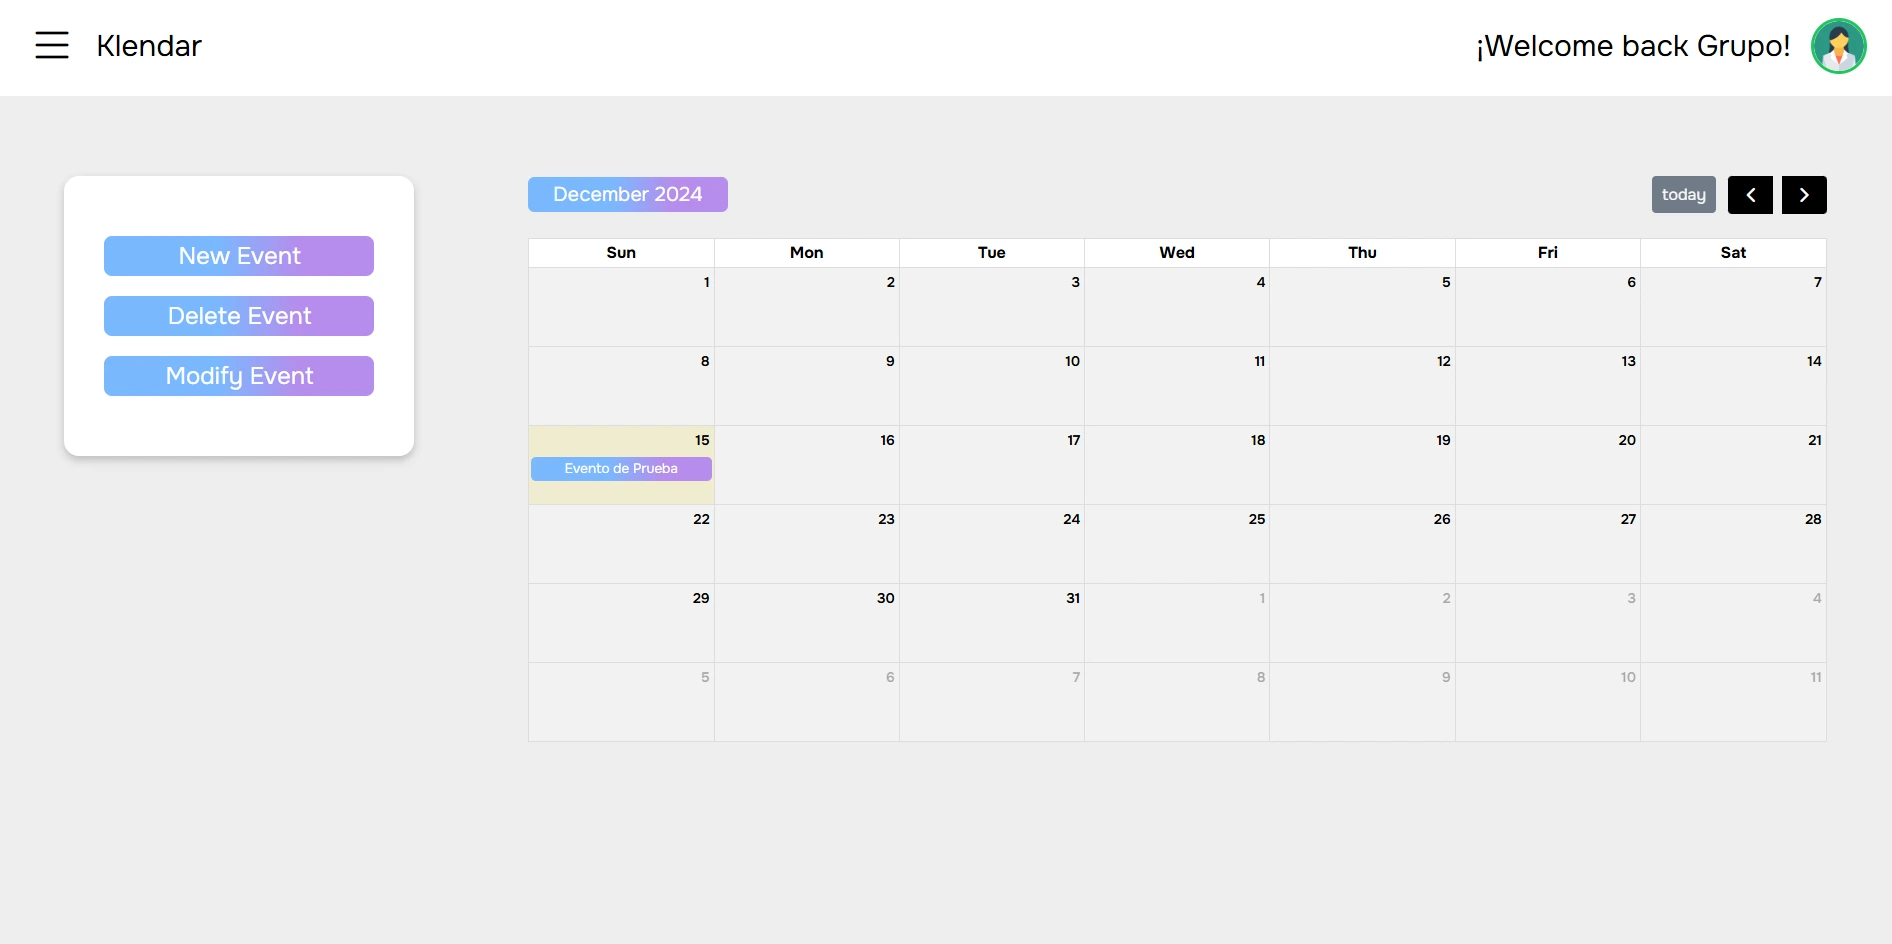 Klendar
¡Welcome back Grupo!
New Event
Delete Event
Modify Event
December 2024
today
Sun Mon Tue Wed Thu Fri Sat
1 2 3 4 5 6 7
8 9 10 11 12 13 14
15 16 17 18 19 20 21
Evento de Prueba
22 23 24 25 26 27 28
29 30 31 1 2 3 4
5 6 7 8 9 10 11